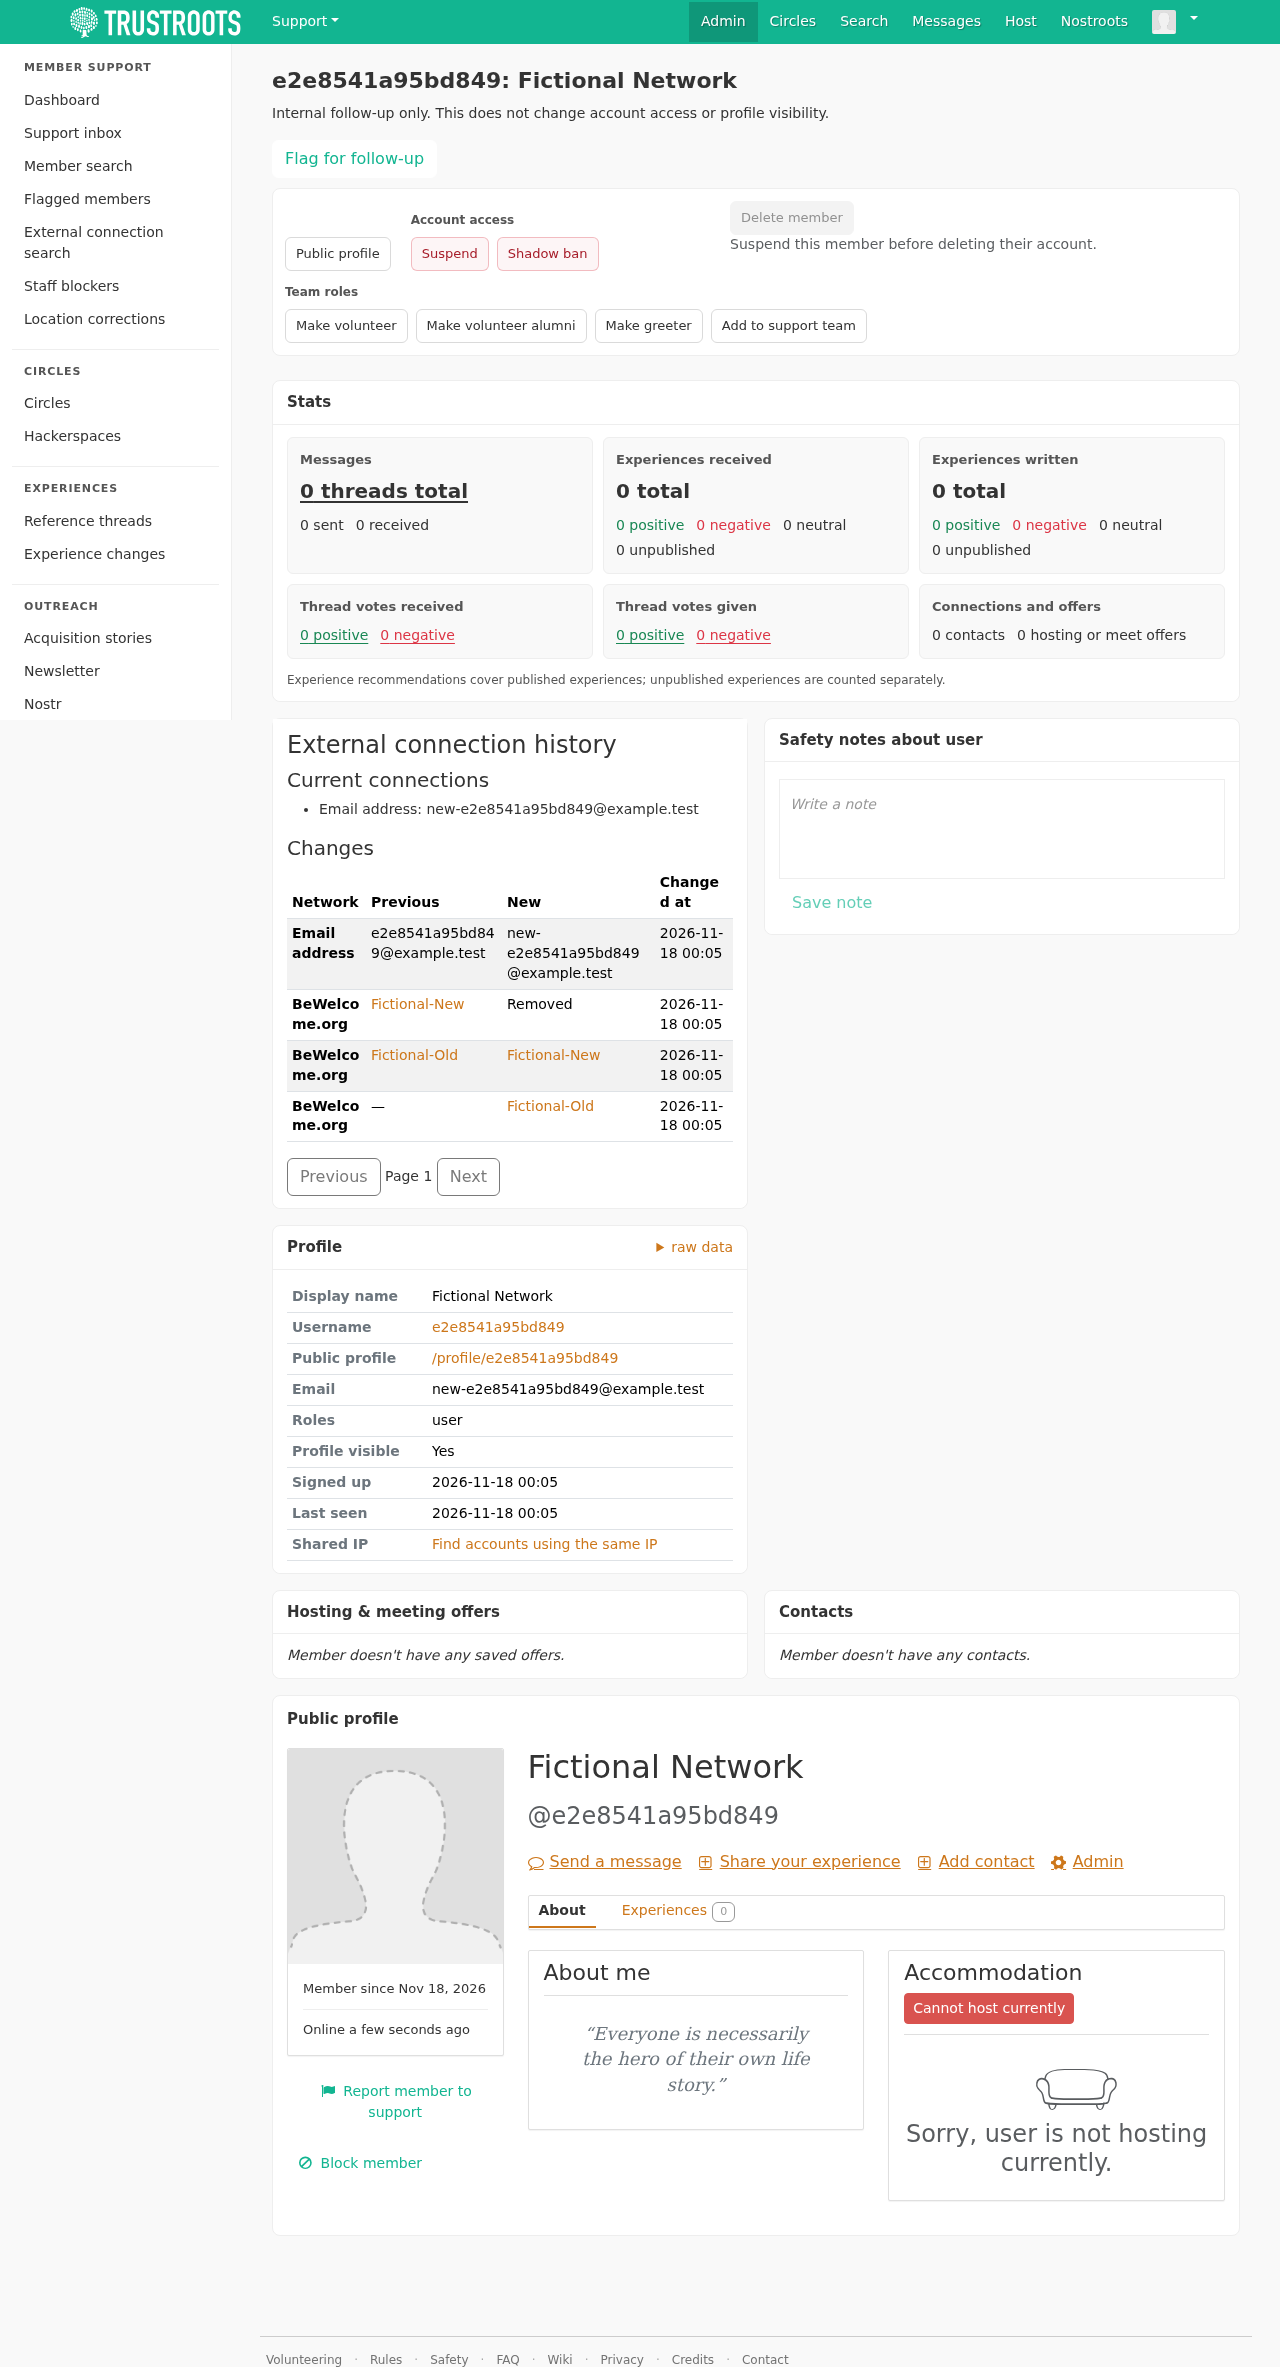 TRUSTROOTS
Support
Admin Circles Search Messages Host Nostroots
MEMBER SUPPORT
Dashboard
Support inbox
Member search
Flagged members
External connection
search
Staff blockers
Location corrections
CIRCLES
Circles
Hackerspaces
EXPERIENCES
Reference threads
Experience changes
OUTREACH
Acquisition stories
Newsletter
Nostr
e2e8541a95bd849: Fictional Network
Internal follow-up only. This does not change account access or profile visibility.
Flag for follow-up
Public profile
Account access
Suspend Shadow ban
Delete member
Suspend this member before deleting their account.
Team roles
Make volunteer Make volunteer alumni Make greeter Add to support team
Stats
Messages
0 threads total
0 sent 0 received
Experiences received
0 total
0 positive 0 negative 0 neutral
0 unpublished
Experiences written
0 total
0 positive 0 negative 0 neutral
0 unpublished
Thread votes received
0 positive 0 negative
Thread votes given
0 positive 0 negative
Connections and offers
0 contacts 0 hosting or meet offers
Experience recommendations cover published experiences; unpublished experiences are counted separately.
External connection history
Current connections
• Email address: new-e2e8541a95bd849@example.test
Changes
Network Previous New Change
d at
Email e2e8541a95bd84 new- 2026-11-
address 9@example.test e2e8541a95bd849 18 00:05
@example.test
BeWelco Fictional-New Removed 2026-11-
me.org 18 00:05
BeWelco Fictional-Old Fictional-New 2026-11-
me.org 18 00:05
BeWelco — Fictional-Old 2026-11-
me.org 18 00:05
Previous Page 1 Next
Safety notes about user
Write a note
Save note
Profile raw data
Display name Fictional Network
Username e2e8541a95bd849
Public profile /profile/e2e8541a95bd849
Email new-e2e8541a95bd849@example.test
Roles user
Profile visible Yes
Signed up 2026-11-18 00:05
Last seen 2026-11-18 00:05
Shared IP Find accounts using the same IP
Hosting & meeting offers
Member doesn't have any saved offers.
Contacts
Member doesn't have any contacts.
Public profile
Member since Nov 18, 2026
Online a few seconds ago
Report member to
support
Block member
Fictional Network
@e2e8541a95bd849
Send a message Share your experience Add contact Admin
About Experiences 0
About me
“Everyone is necessarily
the hero of their own life
story.”
Accommodation
Cannot host currently
Sorry, user is not hosting
currently.
Volunteering · Rules · Safety · FAQ · Wiki · Privacy · Credits · Contact